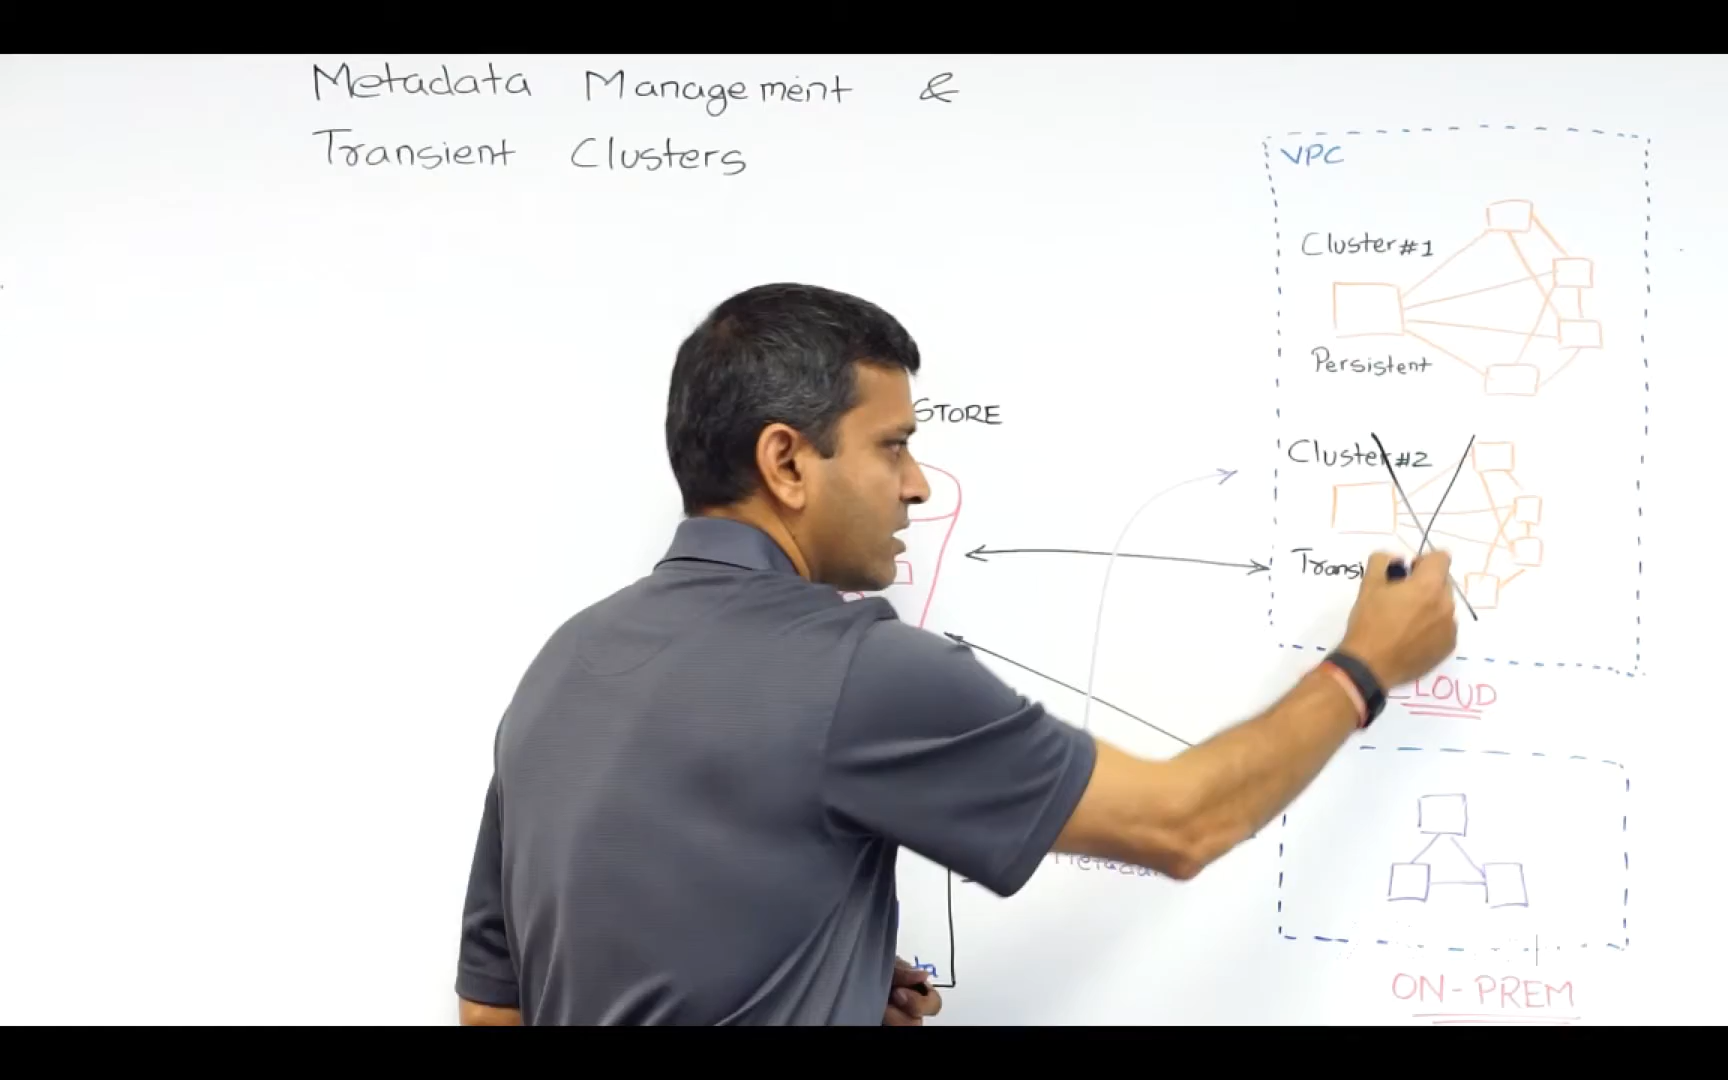 Metadata Management &
Transient Clusters
VPC
Cluster#1
Persistent
STORE
Cluster#2
CLOUD
ON-PREM